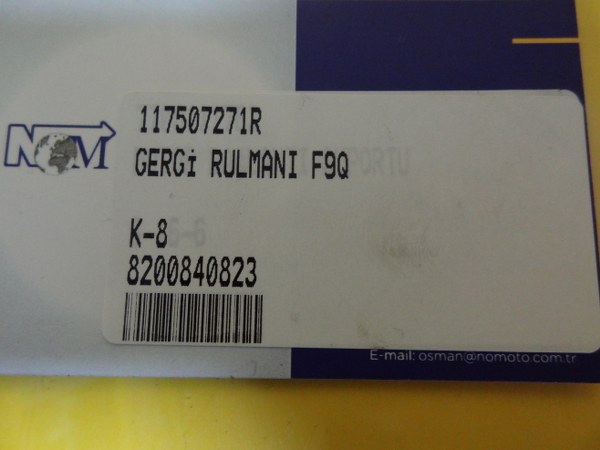 NOM
117507271R
GERGİ RULMANI F9Q
K-8
8200840823
E-mail: osman@nomoto.com.tr